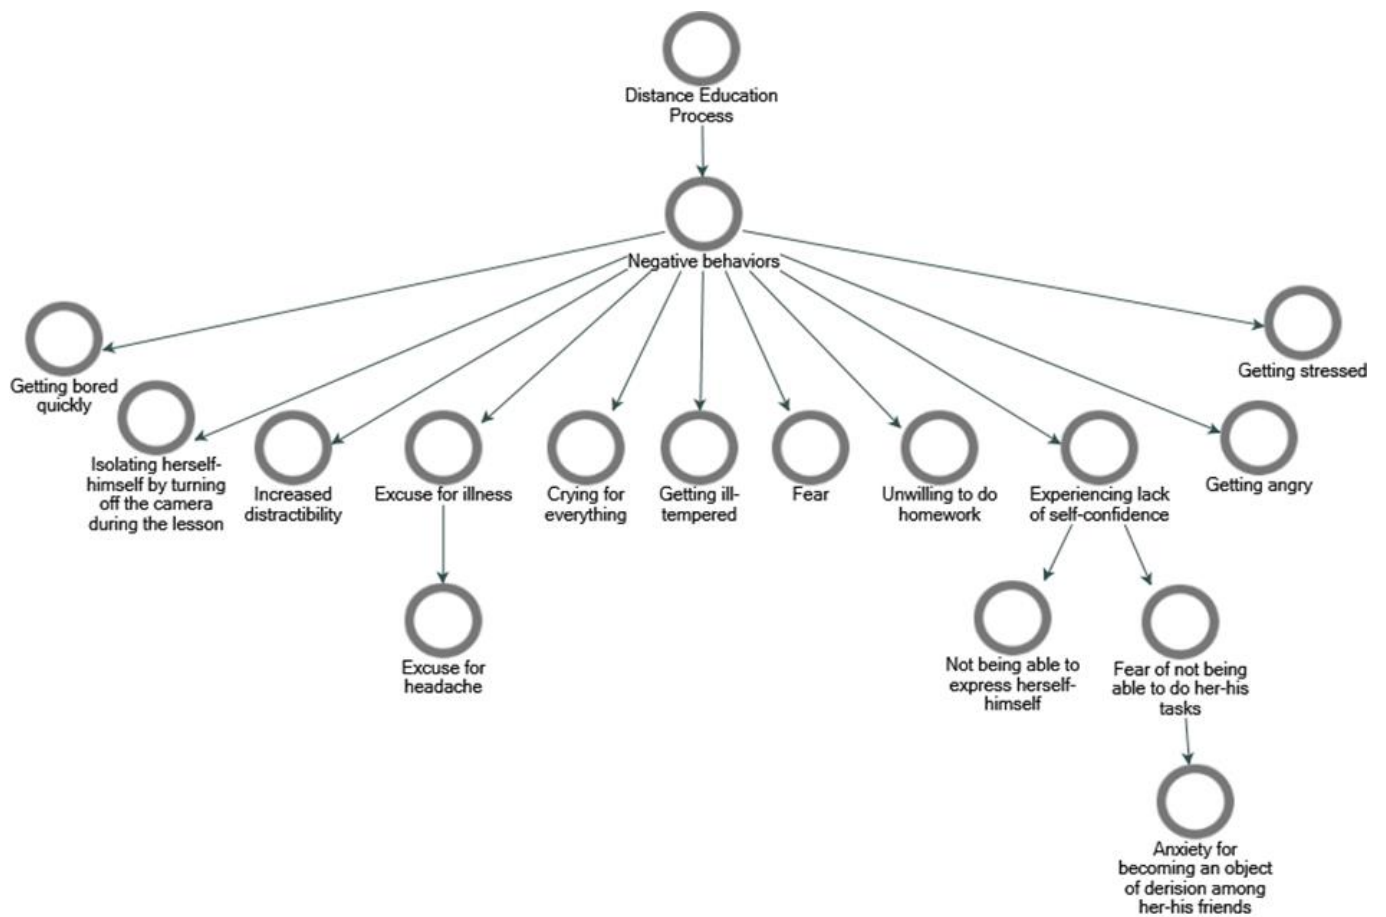 Distance Education
Process
Negative behaviors
Getting bored
quickly
Isolating herself-
himself by turning
off the camera
during the lesson
Increased
distractibility
Excuse for illness
Crying for
everything
Getting ill-
tempered
Fear
Unwilling to do
homework
Experiencing lack
of self-confidence
Getting angry
Getting stressed
Excuse for
headache
Not being able to
express herself-
himself
Fear of not being
able to do her-his
tasks
Anxiety for
becoming an object
of derision among
her-his friends